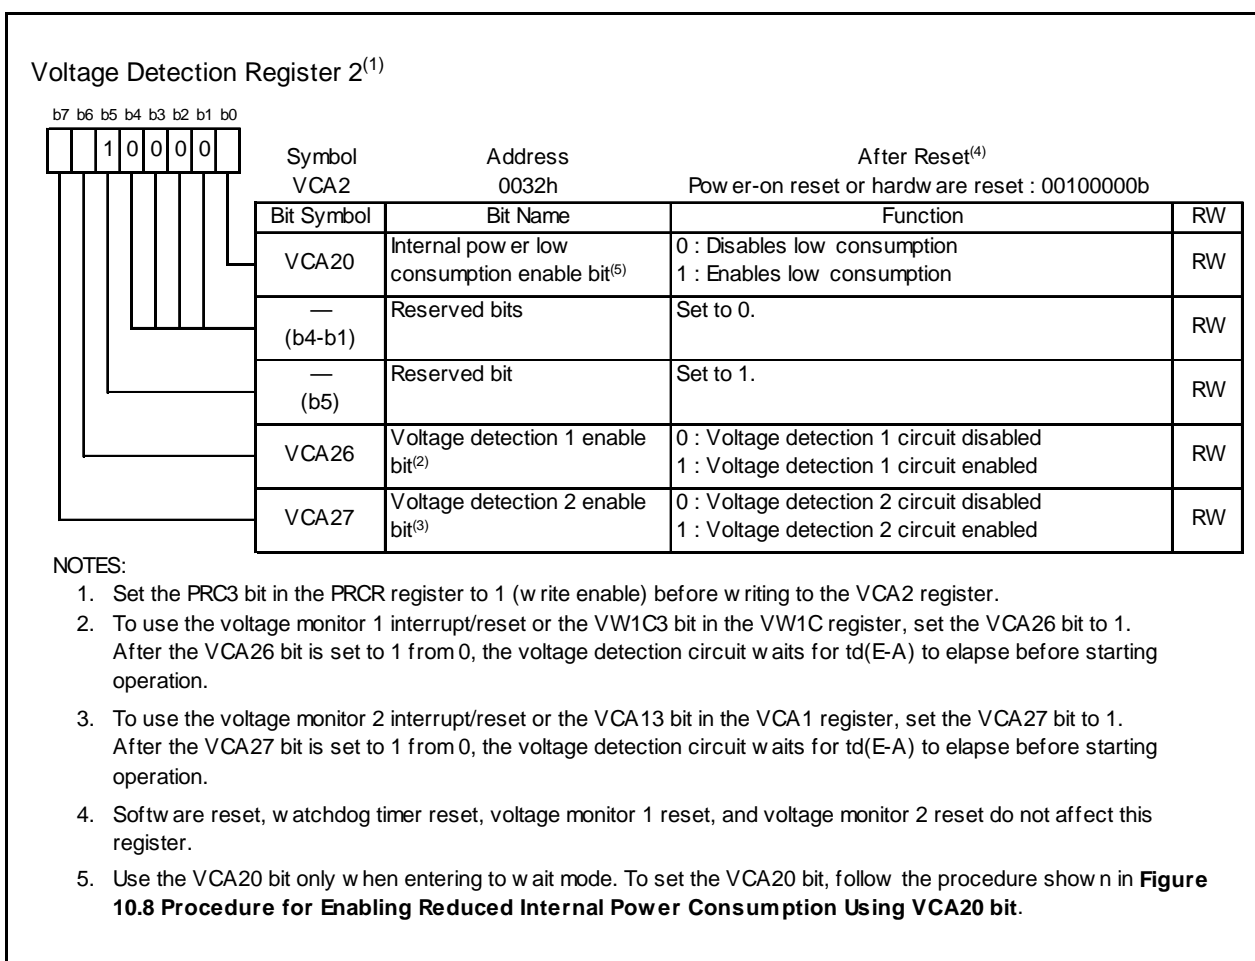 Voltage Detection Register 2(1)
b7 b6 b5 b4 b3 b2 b1 b0
1 0 0 0 0
Symbol Address After Reset(4)
VCA2 0032h Power-on reset or hardware reset : 00100000b
Bit Symbol Bit Name Function RW
VCA20 Internal power low consumption enable bit(5) 0 : Disables low consumption 1 : Enables low consumption RW
— (b4-b1) Reserved bits Set to 0. RW
— (b5) Reserved bit Set to 1. RW
VCA26 Voltage detection 1 enable bit(2) 0 : Voltage detection 1 circuit disabled 1 : Voltage detection 1 circuit enabled RW
VCA27 Voltage detection 2 enable bit(3) 0 : Voltage detection 2 circuit disabled 1 : Voltage detection 2 circuit enabled RW
NOTES:
1. Set the PRC3 bit in the PRCR register to 1 (write enable) before writing to the VCA2 register.
2. To use the voltage monitor 1 interrupt/reset or the VW1C3 bit in the VW1C register, set the VCA26 bit to 1.
After the VCA26 bit is set to 1 from 0, the voltage detection circuit waits for td(E-A) to elapse before starting
operation.
3. To use the voltage monitor 2 interrupt/reset or the VCA13 bit in the VCA1 register, set the VCA27 bit to 1.
After the VCA27 bit is set to 1 from 0, the voltage detection circuit waits for td(E-A) to elapse before starting
operation.
4. Software reset, watchdog timer reset, voltage monitor 1 reset, and voltage monitor 2 reset do not affect this
register.
5. Use the VCA20 bit only when entering to wait mode. To set the VCA20 bit, follow the procedure shown in Figure
10.8 Procedure for Enabling Reduced Internal Power Consumption Using VCA20 bit.